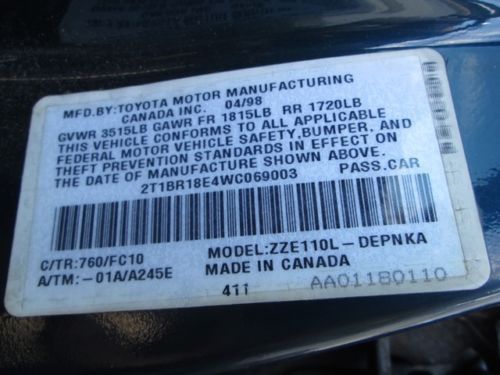 MFD.BY:TOYOTA MOTOR MANUFACTURING
CANADA INC. 04/98
GVWR 3515LB GAWR FR 1815LB RR 1720LB
THIS VEHICLE CONFORMS TO ALL APPLICABLE
FEDERAL MOTOR VEHICLE SAFETY,BUMPER, AND
THEFT PREVENTION STANDARDS IN EFFECT ON
THE DATE OF MANUFACTURE SHOWN ABOVE.
2T1BR18E4WC069003 PASS.CAR
C/TR:760/FC10 MODEL:ZZE110L-DEPNKA
A/TM:-01A/A245E MADE IN CANADA
411 AA01180110